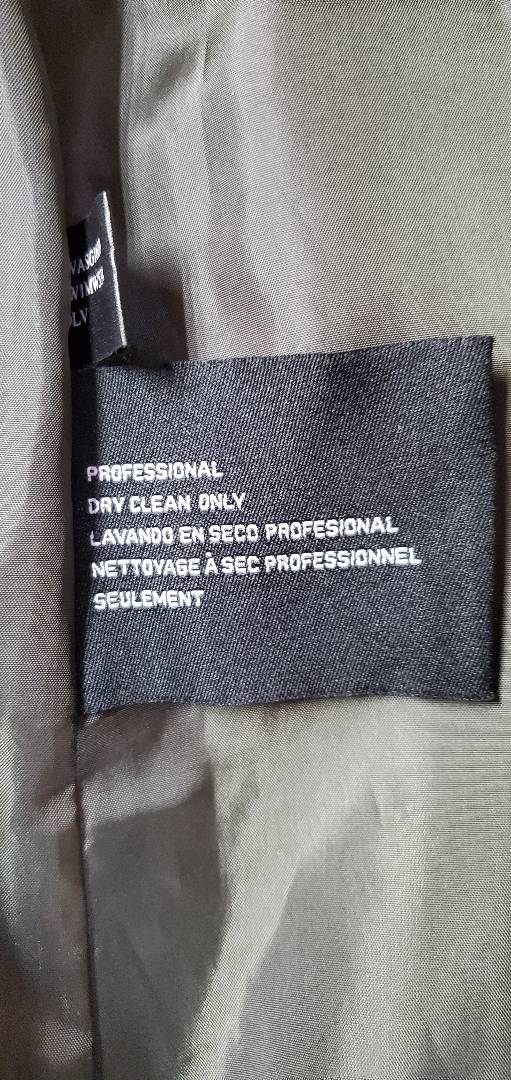 PROFESSIONAL
DRY CLEAN ONLY
LAVANDO EN SECO PROFESIONAL
NETTOYAGE À SEC PROFESSIONNEL
SEULEMENT